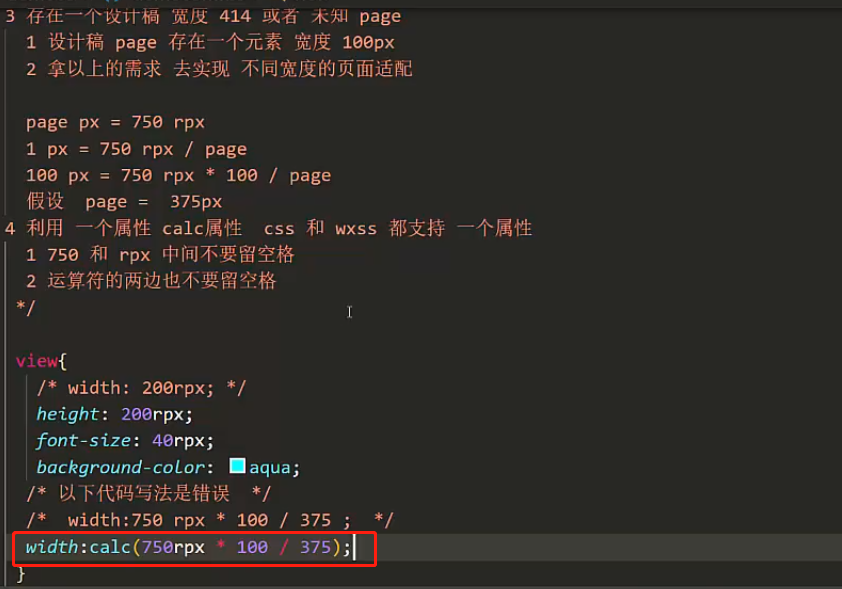 3 存在一个设计稿 宽度 414 或者 未知 page
1 设计稿 page 存在一个元素 宽度 100px
2 拿以上的需求 去实现 不同宽度的页面适配
page px = 750 rpx
1 px = 750 rpx / page
100 px = 750 rpx * 100 / page
假设 page = 375px
4 利用 一个属性 calc属性 css 和 wxss 都支持 一个属性
1 750 和 rpx 中间不要留空格
2 运算符的两边也不要留空格
*/
view{
/* width: 200rpx; */
height: 200rpx;
font-size: 40rpx;
background-color: aqua;
/* 以下代码写法是错误 */
/* width:750 rpx * 100 / 375 ; */
width:calc(750rpx * 100 / 375);
}